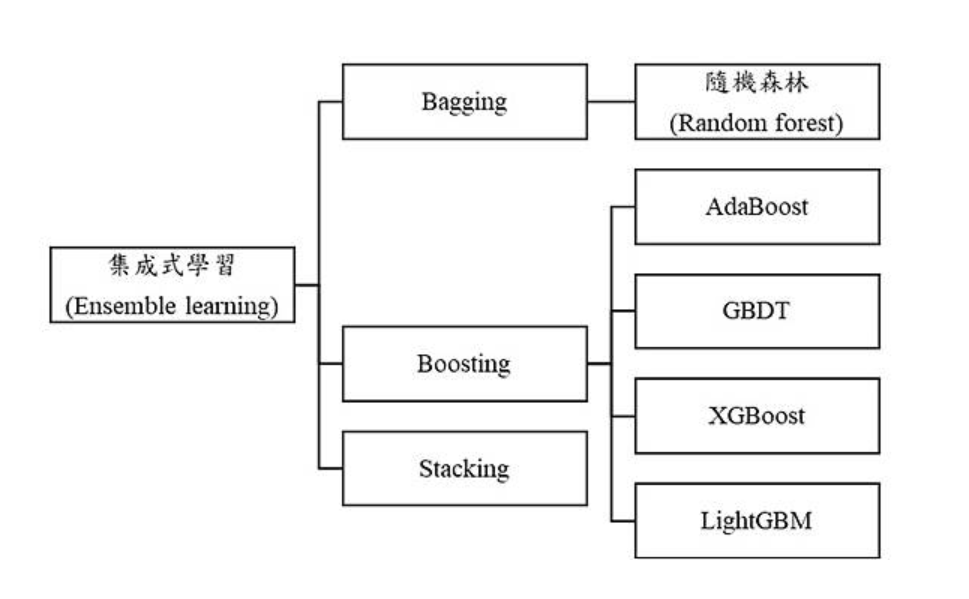 集成式學習
(Ensemble learning)
Bagging
隨機森林
(Random forest)
Boosting
AdaBoost
GBDT
XGBoost
LightGBM
Stacking